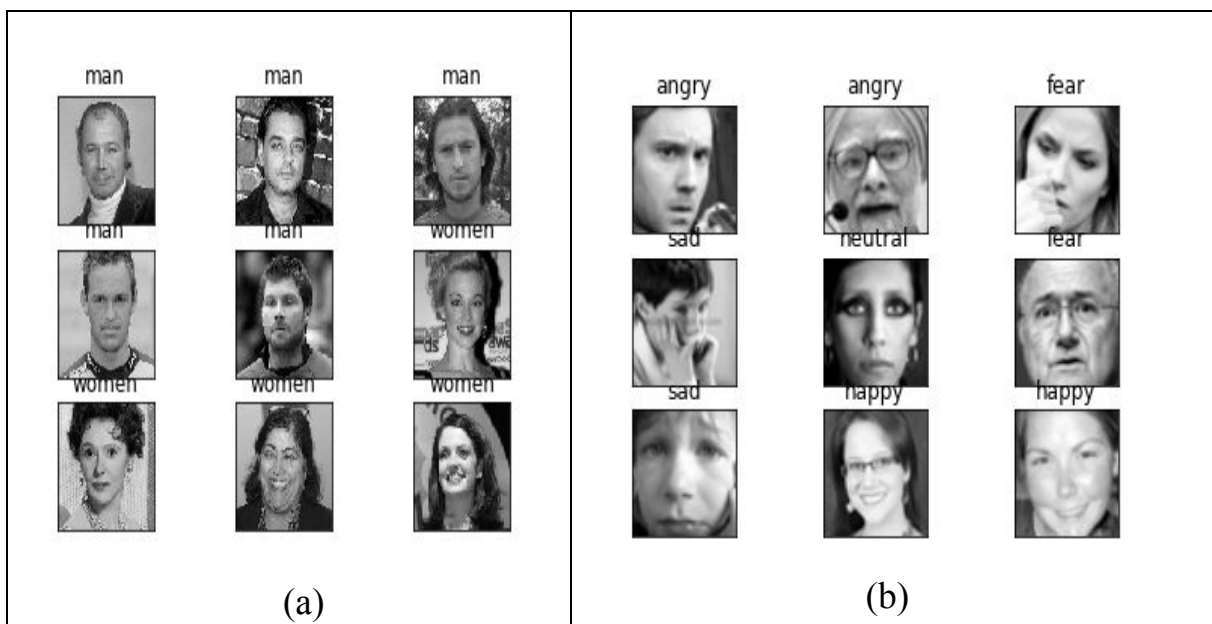 man man man
man man women
women women women
(a)
angry angry fear
sad neutral fear
sad happy happy
(b)